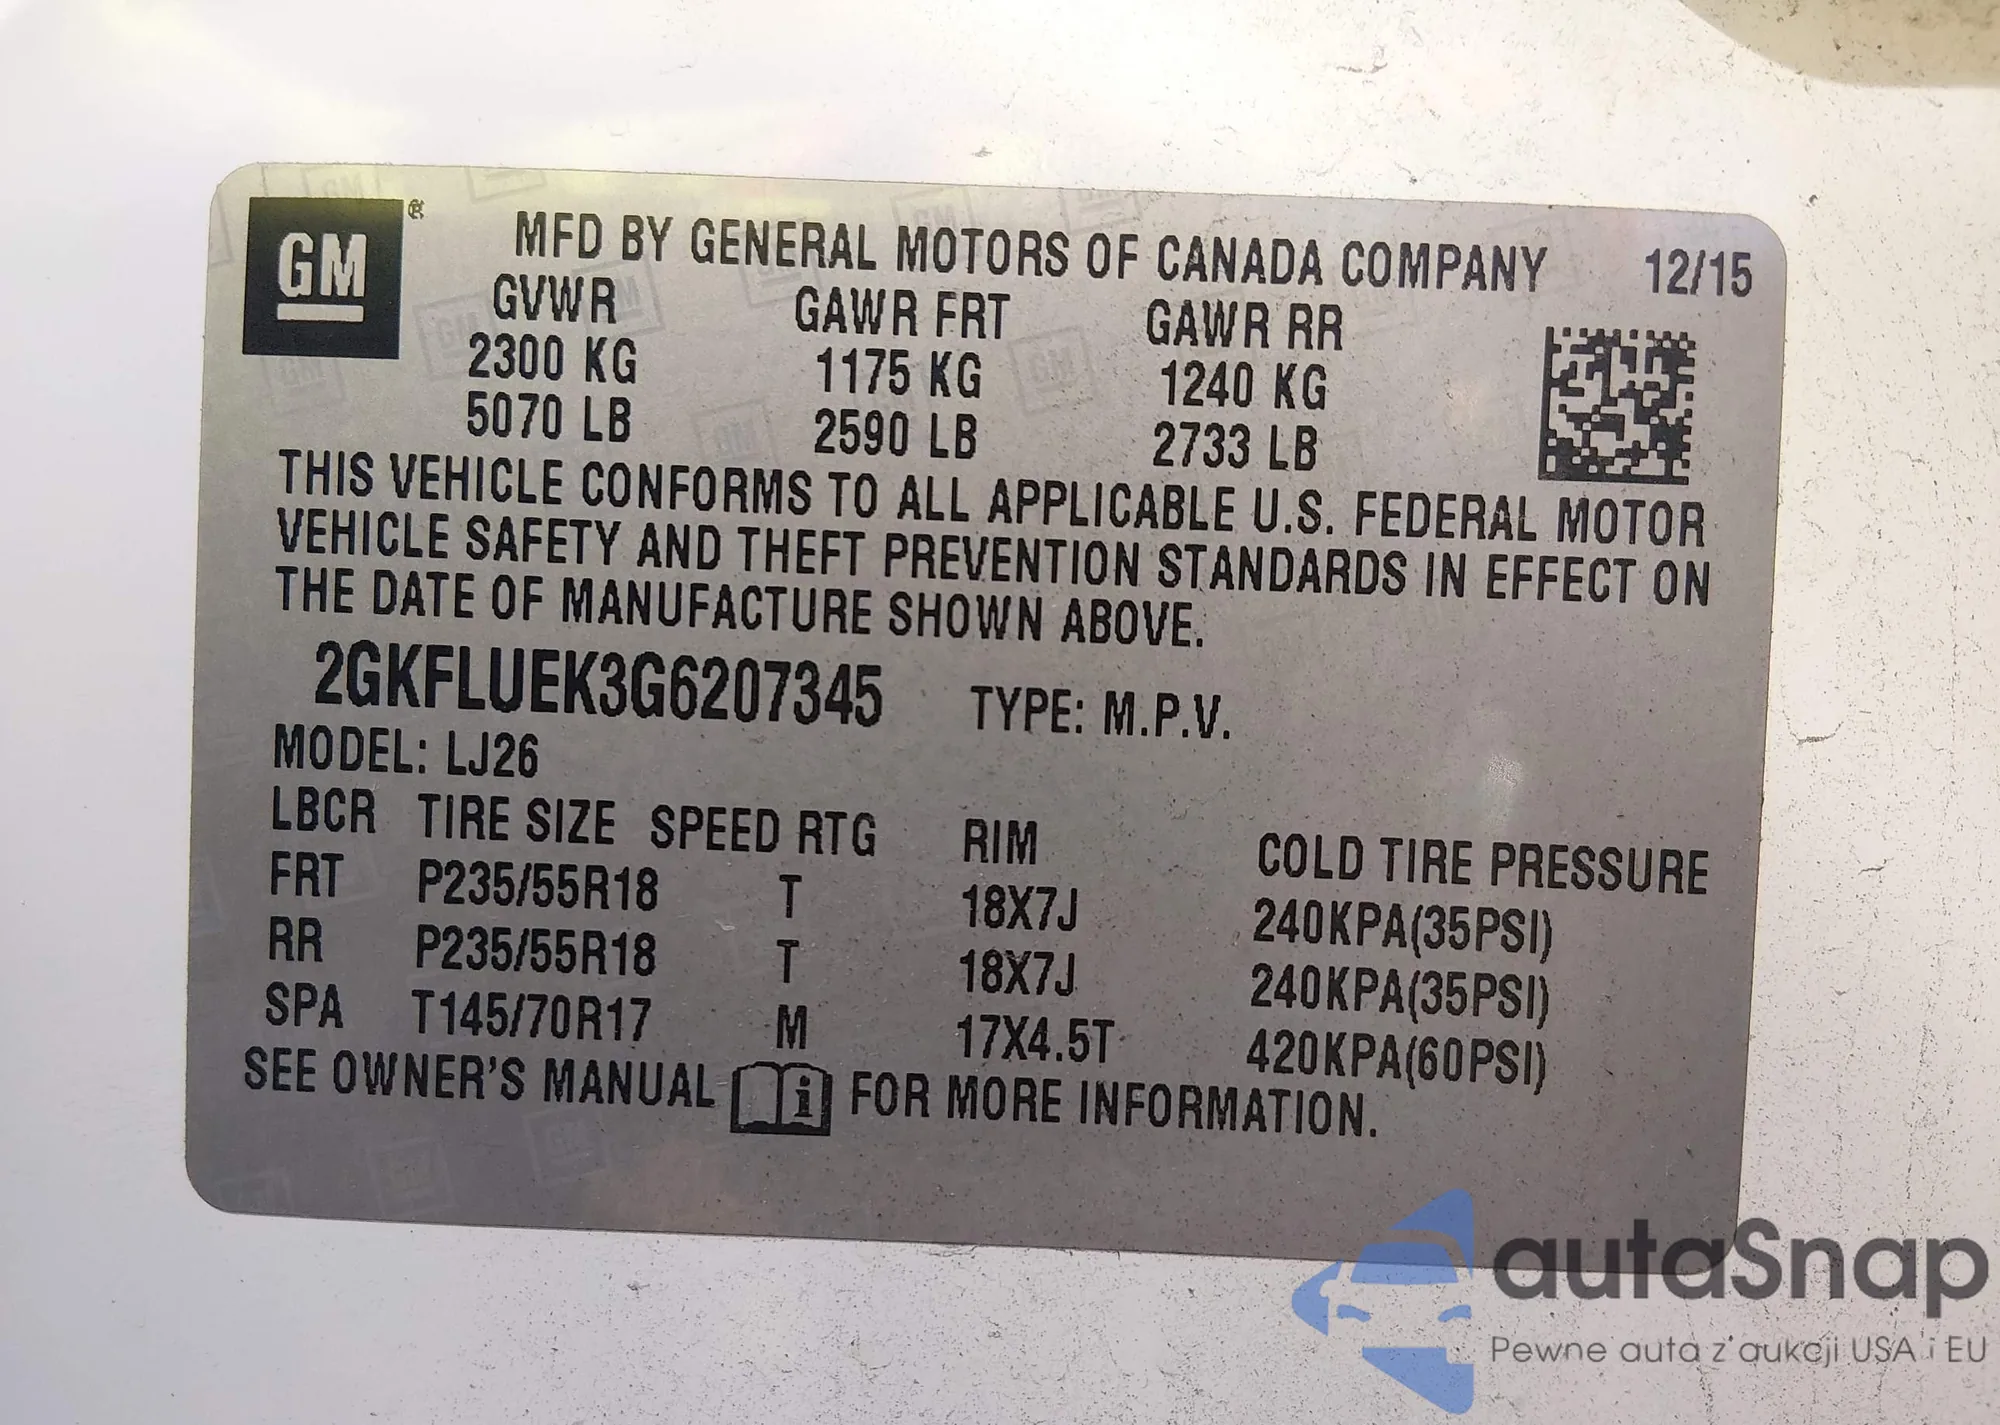 GM ®
MFD BY GENERAL MOTORS OF CANADA COMPANY 12/15
GVWR GAWR FRT GAWR RR
2300 KG 1175 KG 1240 KG
5070 LB 2590 LB 2733 LB
THIS VEHICLE CONFORMS TO ALL APPLICABLE U.S. FEDERAL MOTOR
VEHICLE SAFETY AND THEFT PREVENTION STANDARDS IN EFFECT ON
THE DATE OF MANUFACTURE SHOWN ABOVE.
2GKFLUEK3G6207345 TYPE: M.P.V.
MODEL: LJ26
LBCR TIRE SIZE SPEED RTG RIM COLD TIRE PRESSURE
FRT P235/55R18 T 18X7J 240KPA(35PSI)
RR P235/55R18 T 18X7J 240KPA(35PSI)
SPA T145/70R17 M 17X4.5T 420KPA(60PSI)
SEE OWNER'S MANUAL i FOR MORE INFORMATION.
autaSnap
Pewne auta z aukcji USA i EU